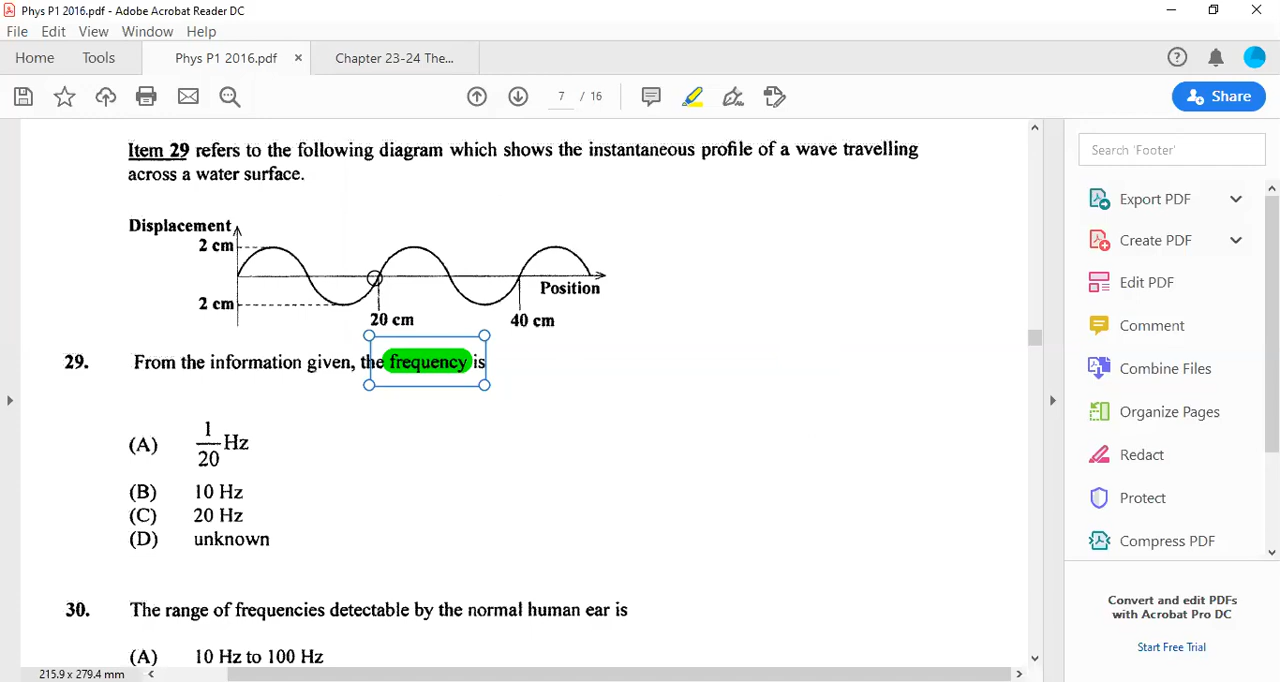 Phys P1 2016.pdf - Adobe Acrobat Reader DC
File Edit View Window Help
Home Tools Phys P1 2016.pdf × Chapter 23-24 The...
7 / 16
Share
Item 29 refers to the following diagram which shows the instantaneous profile of a wave travelling
across a water surface.
Displacement
2 cm
2 cm
Position
20 cm 40 cm
29. From the information given, the frequency is
(A) 1/20 Hz
(B) 10 Hz
(C) 20 Hz
(D) unknown
30. The range of frequencies detectable by the normal human ear is
(A) 10 Hz to 100 Hz
215.9 x 279.4 mm
Search 'Footer'
Export PDF
Create PDF
Edit PDF
Comment
Combine Files
Organize Pages
Redact
Protect
Compress PDF
Convert and edit PDFs
with Acrobat Pro DC
Start Free Trial